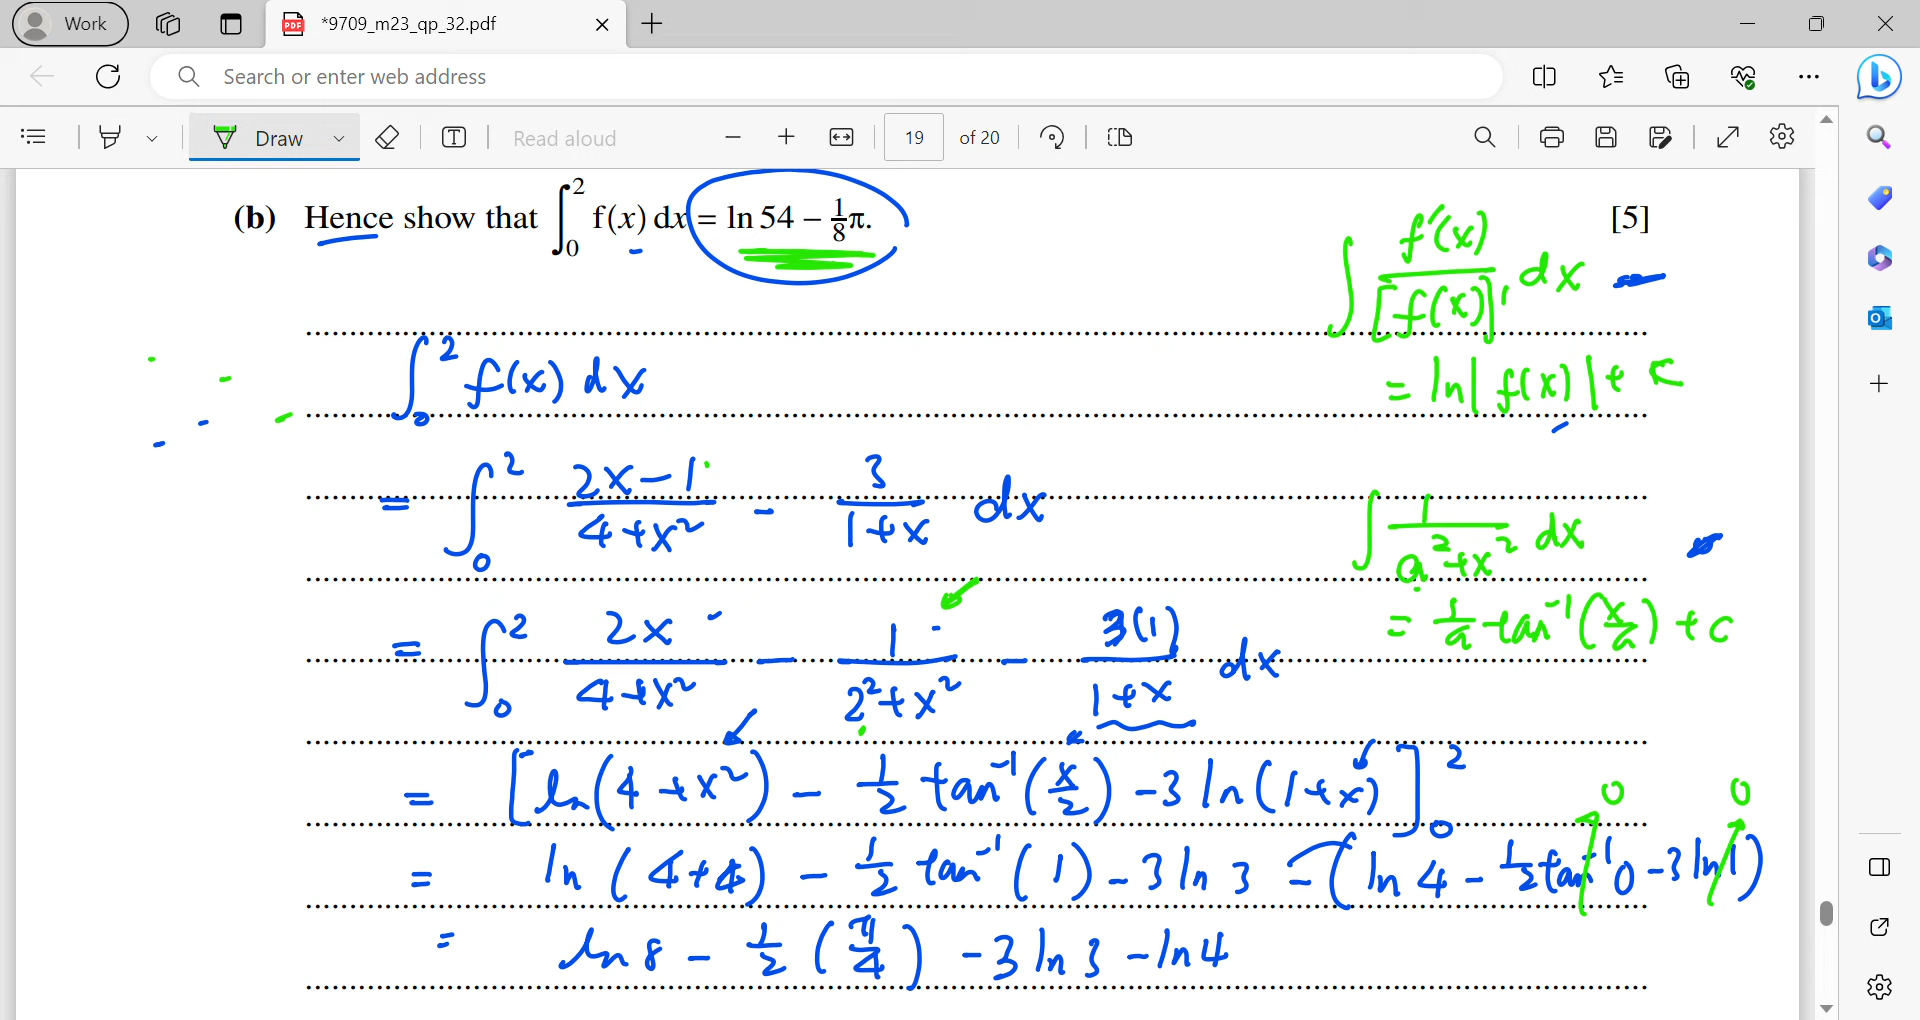 Work
*9709_m23_qp_32.pdf
Search or enter web address
Draw
Read aloud
19 of 20
(b) Hence show that ∫₀² f(x) dx = ln 54 − ⅛π. [5]
∫ f'(x)/[f(x)]¹ dx
= ln|f(x)| + c
∫₀² f(x) dx
= ∫₀² (2x−1)/(4+x²) − 3/(1+x) dx
∫ 1/(a²+x²) dx
= 1/a tan⁻¹(x/a) + c
= ∫₀² 2x/(4+x²) − 1/(2²+x²) − 3(1)/(1+x) dx
= [ln(4+x²) − ½ tan⁻¹(x/2) − 3 ln(1+x)]₀²
0 0
= ln(4+4) − ½ tan⁻¹(1) − 3 ln 3 − (ln 4 − ½ tan⁻¹ 0 − 3 ln 1)
= ln 8 − ½ (π/4) − 3 ln 3 − ln 4